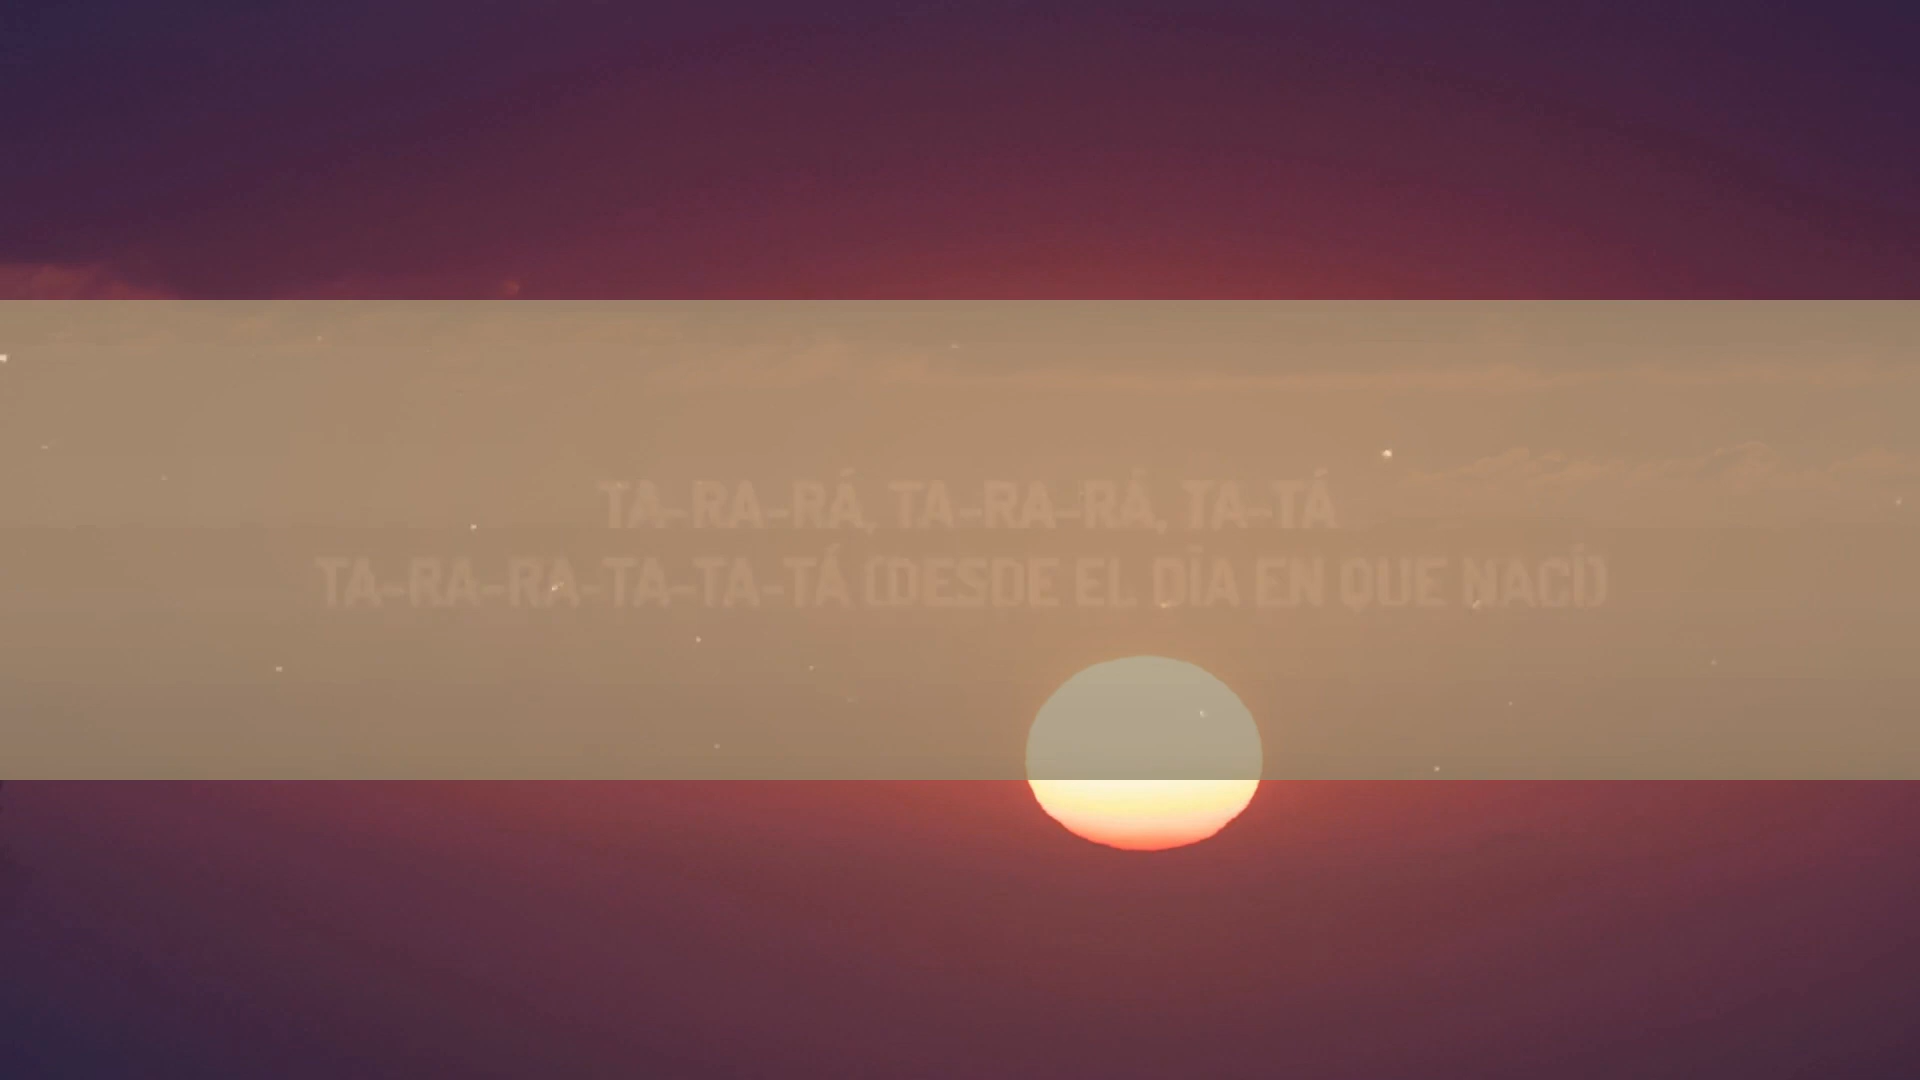 TA-RA-RÁ, TA-RA-RÁ, TA-TÁ
TA-RA-RA-TA-TA-TÁ (DESDE EL DÍA EN QUE NACÍ)